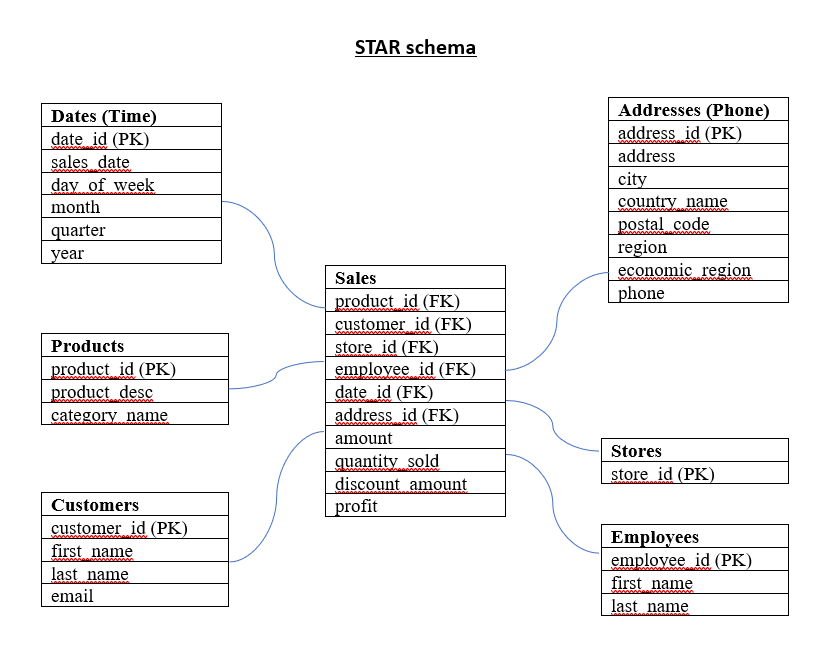 STAR schema
Dates (Time)
date_id (PK)
sales_date
day_of_week
month
quarter
year
Products
product_id (PK)
product_desc
category_name
Customers
customer_id (PK)
first_name
last_name
email
Sales
product_id (FK)
customer_id (FK)
store_id (FK)
employee_id (FK)
date_id (FK)
address_id (FK)
amount
quantity_sold
discount_amount
profit
Addresses (Phone)
address_id (PK)
address
city
country_name
postal_code
region
economic_region
phone
Stores
store_id (PK)
Employees
employee_id (PK)
first_name
last_name